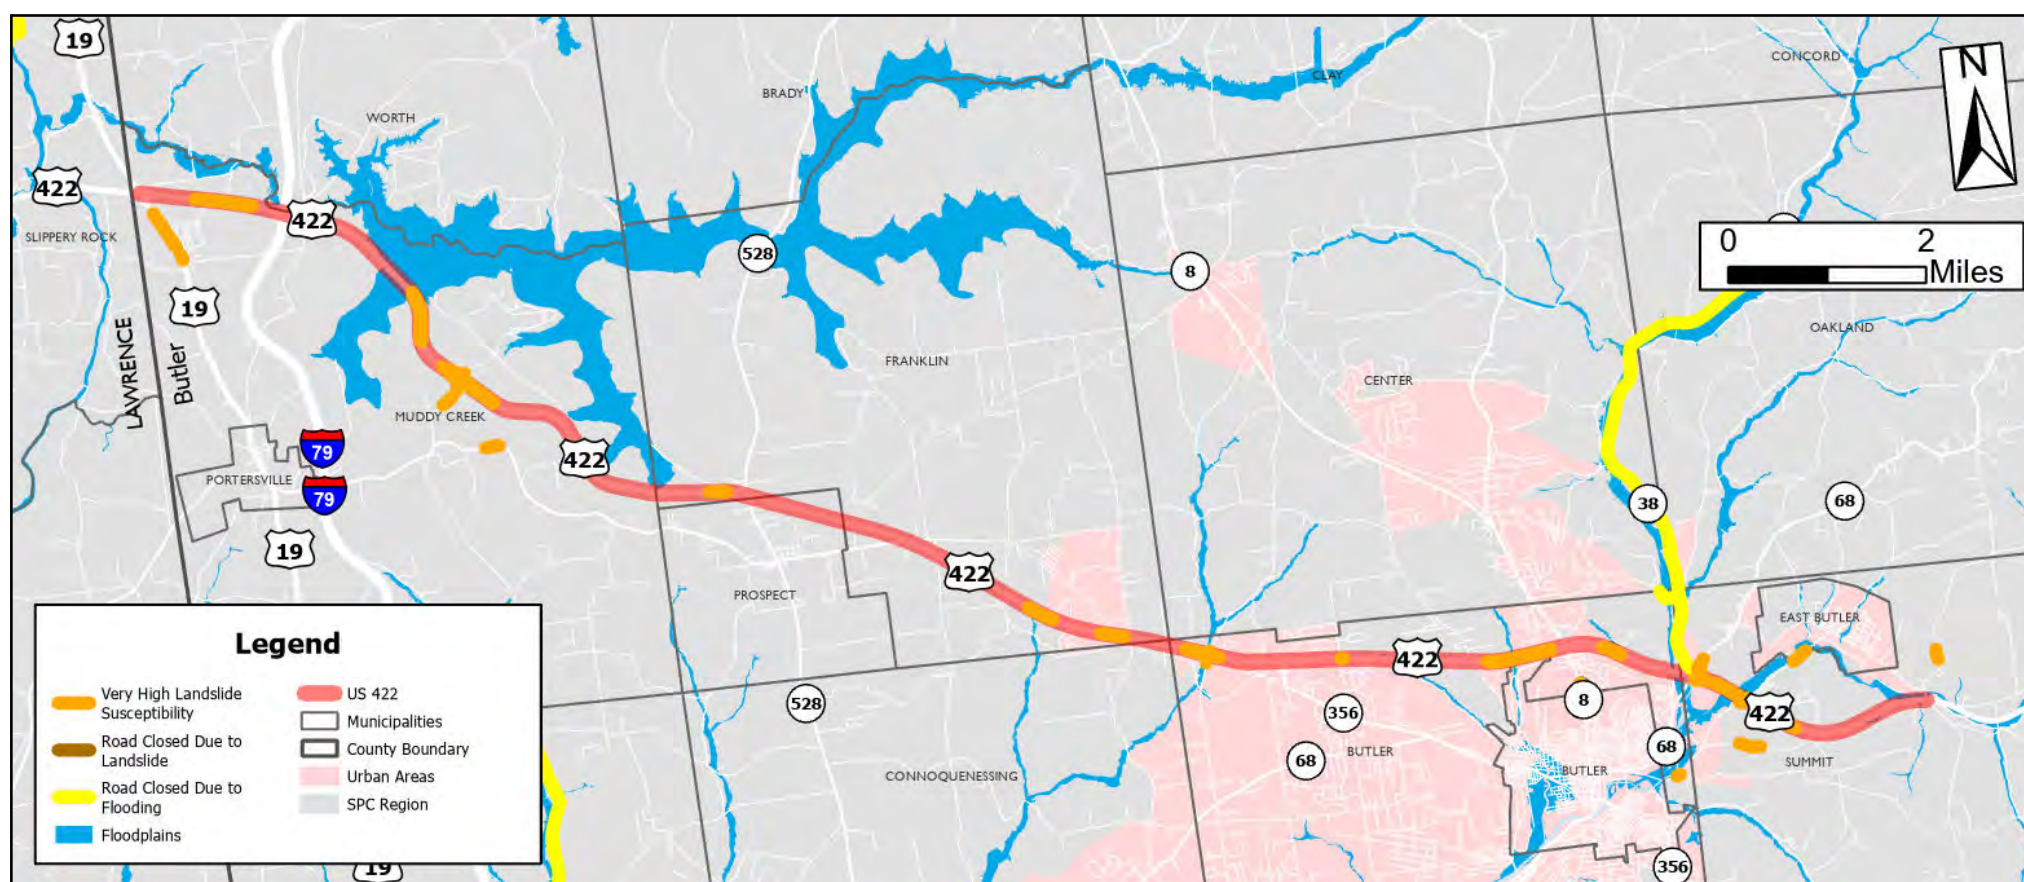 19
CONCORD
N
BRADY
CLAY
WORTH
422
422
SLIPPERY ROCK
528
8
0 2
Miles
19
OAKLAND
LAWRENCE
Butler
FRANKLIN
CENTER
MUDDY CREEK
79
422
PORTERSVILLE
79
38
68
19
422
PROSPECT
EAST BUTLER
422
528
8
356
422
68
BUTLER
68
BUTLER
SUMMIT
CONNOQUENESSING
356
19
Legend
Very High Landslide
Susceptibility
Road Closed Due to
Landslide
Road Closed Due to
Flooding
Floodplains
US 422
Municipalities
County Boundary
Urban Areas
SPC Region